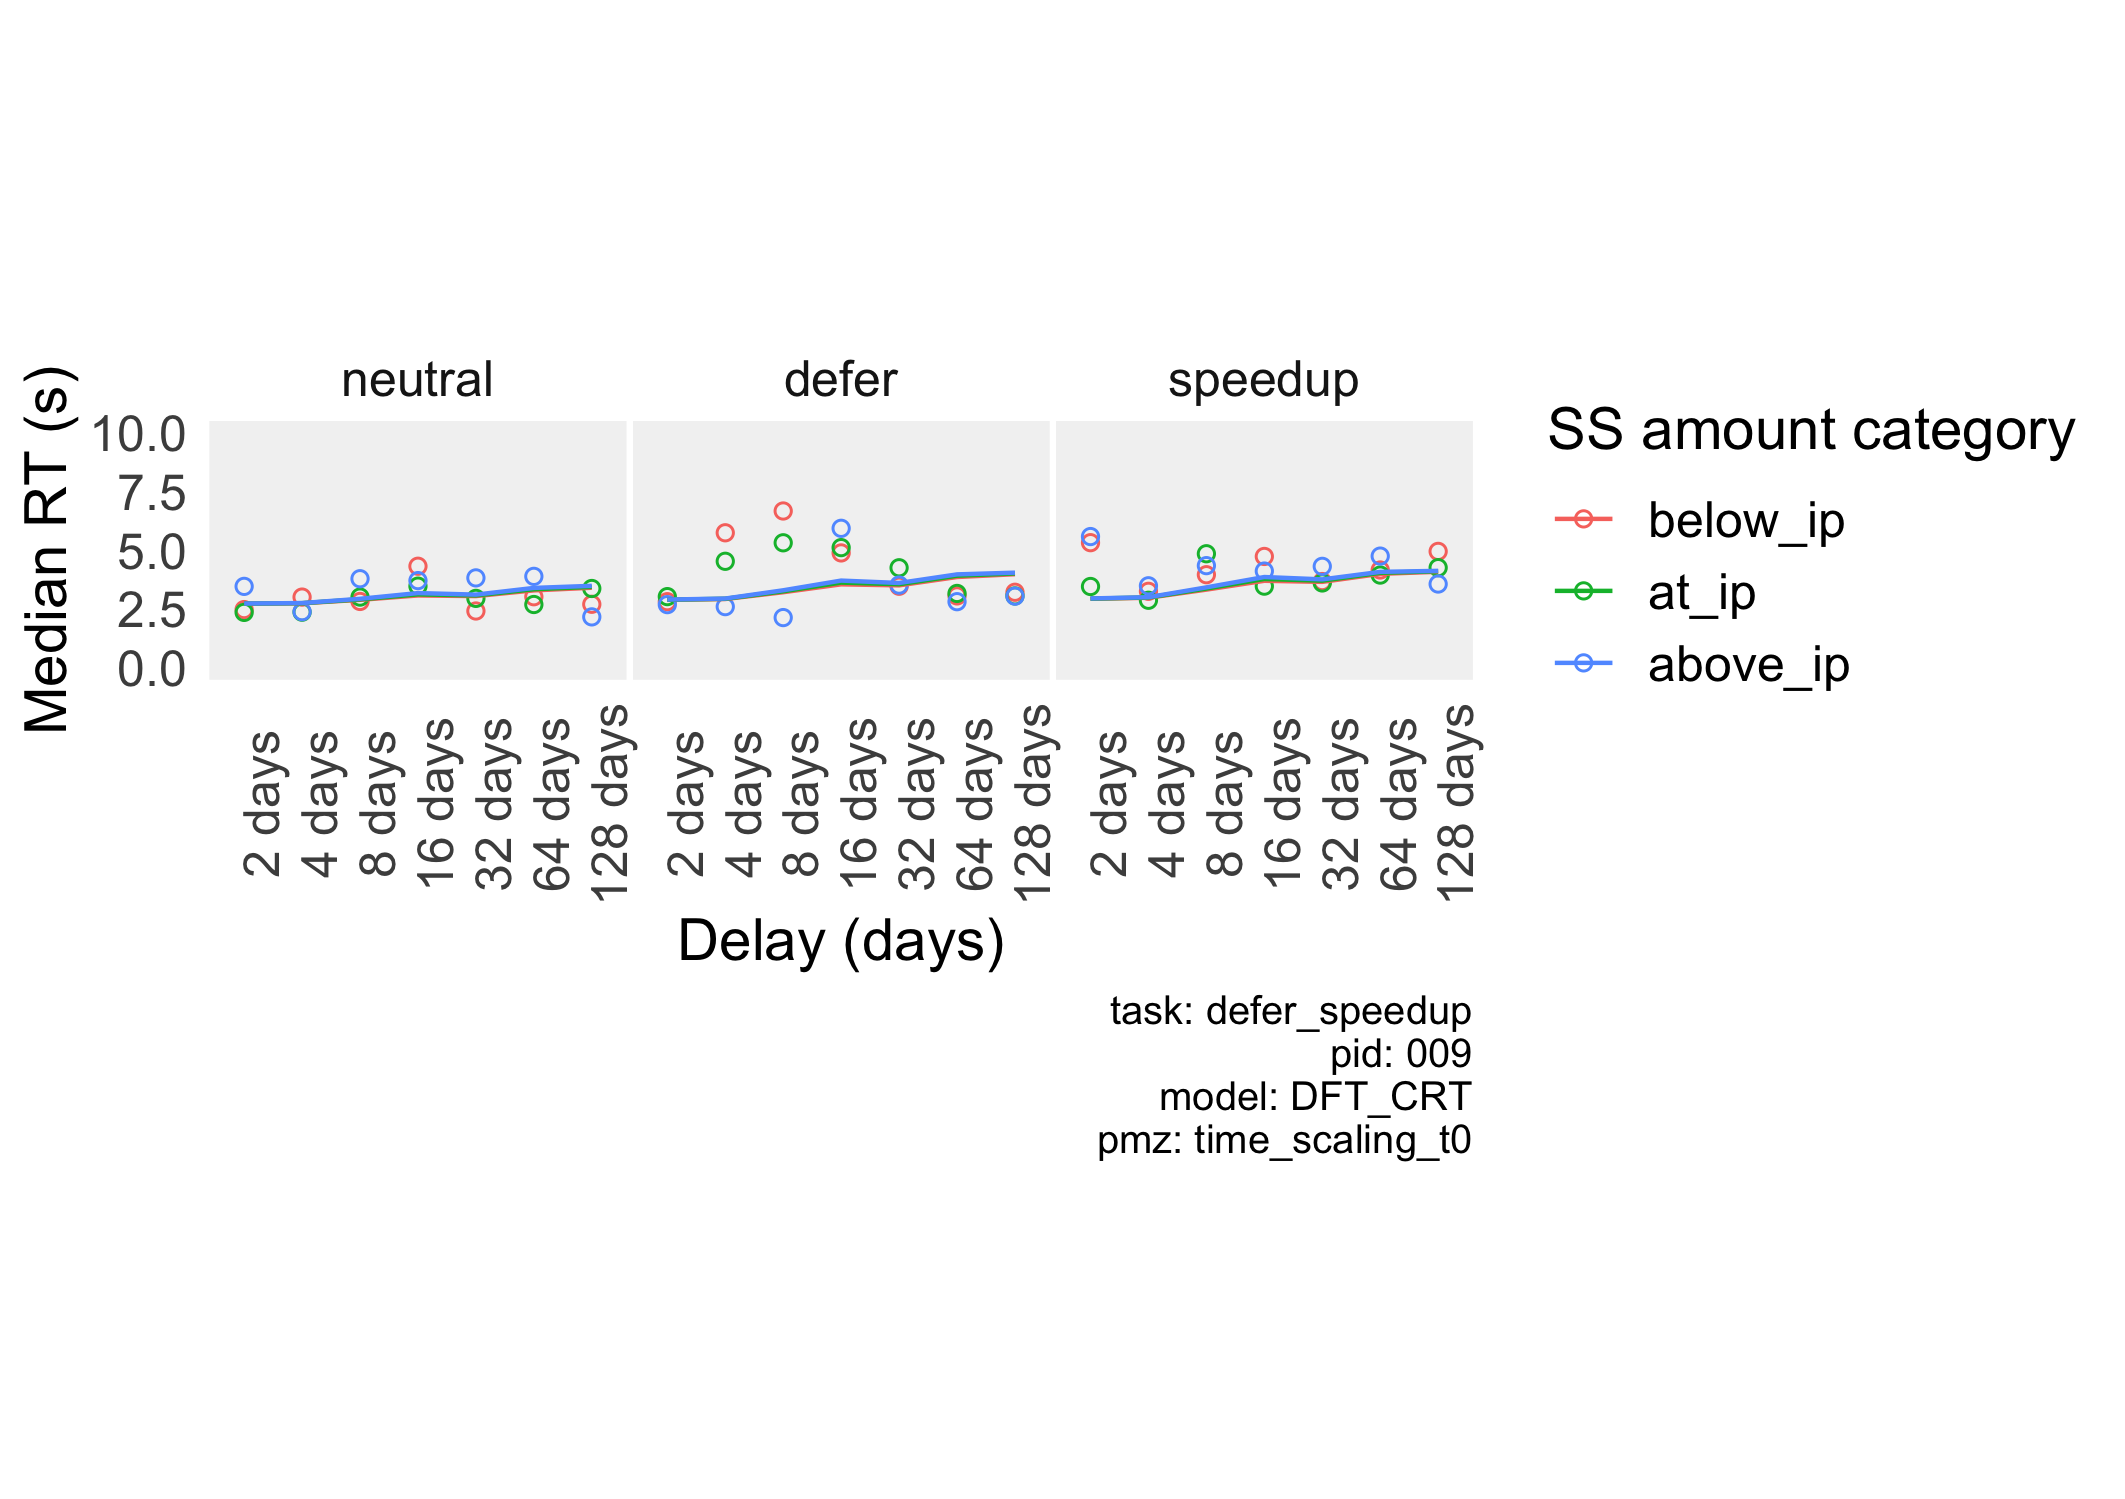 neutral
defer
speedup
Median RT (s)
10.0
7.5
5.0
2.5
0.0
2 days
4 days
8 days
16 days
32 days
64 days
128 days
2 days
4 days
8 days
16 days
32 days
64 days
128 days
2 days
4 days
8 days
16 days
32 days
64 days
128 days
Delay (days)
SS amount category
below_ip
at_ip
above_ip
task: defer_speedup
pid: 009
model: DFT_CRT
pmz: time_scaling_t0